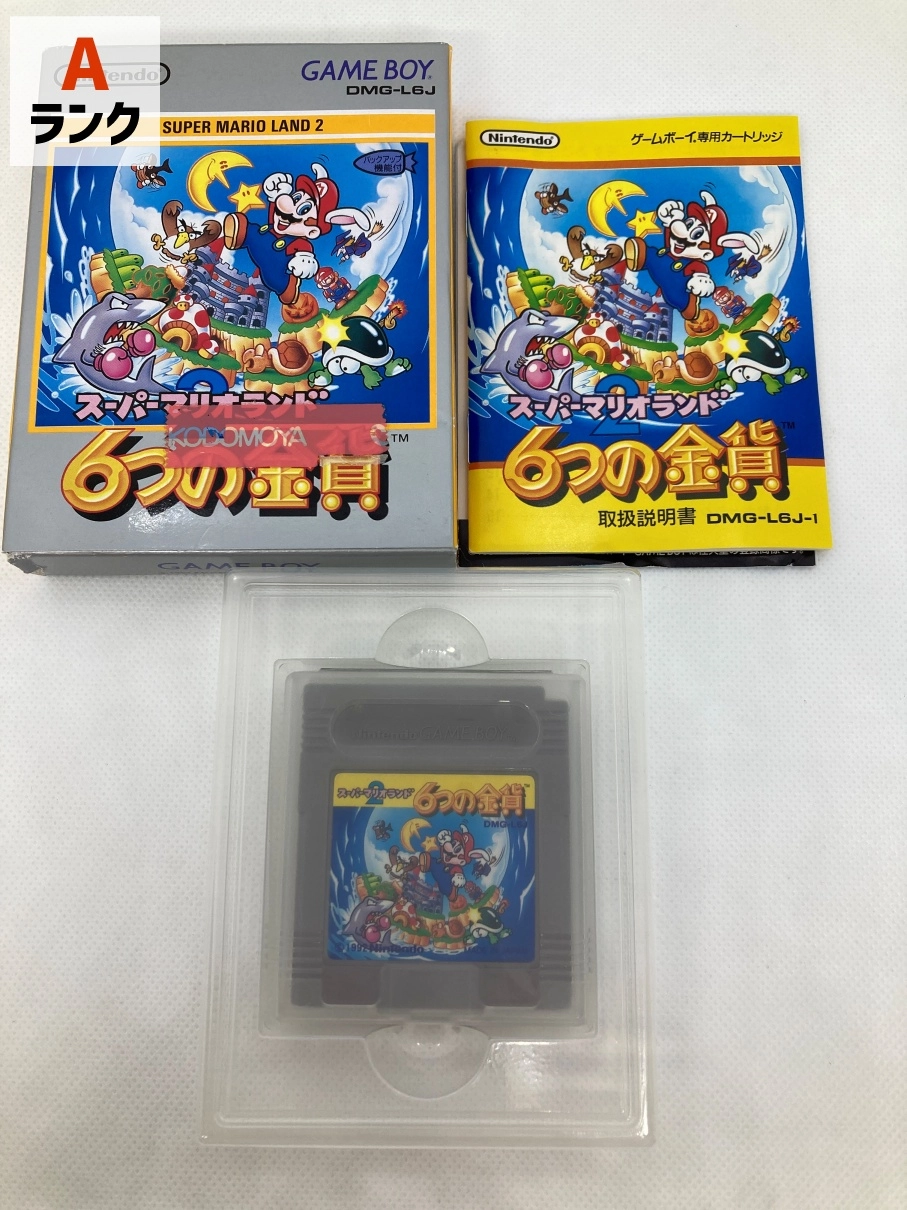 A
ランク
Nintendo
GAME BOY
DMG-L6J
SUPER MARIO LAND 2
バックアップ
機能付
2
スーパーマリオランド
KODOMOYA
6つの金貨
TM
GAME BOY
Nintendo
ゲームボーイ専用カートリッジ
2
スーパーマリオランド
TM
6つの金貨
取扱説明書 DMG-L6J-1
Nintendo GAME BOY
スーパーマリオランド
2
6つの金貨
TM
DMG-L6J
©1992 Nintendo